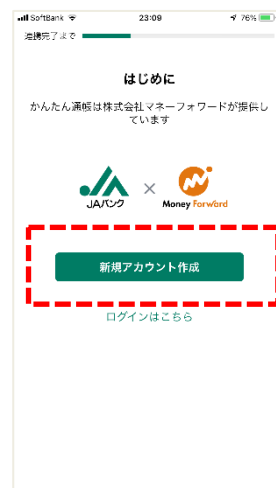 SoftBank 23:09 76%
連携完了まで
はじめに
かんたん通帳は株式会社マネーフォワードが提供し
ています
JAバンク × Money Forward
新規アカウント作成
ログインはこちら